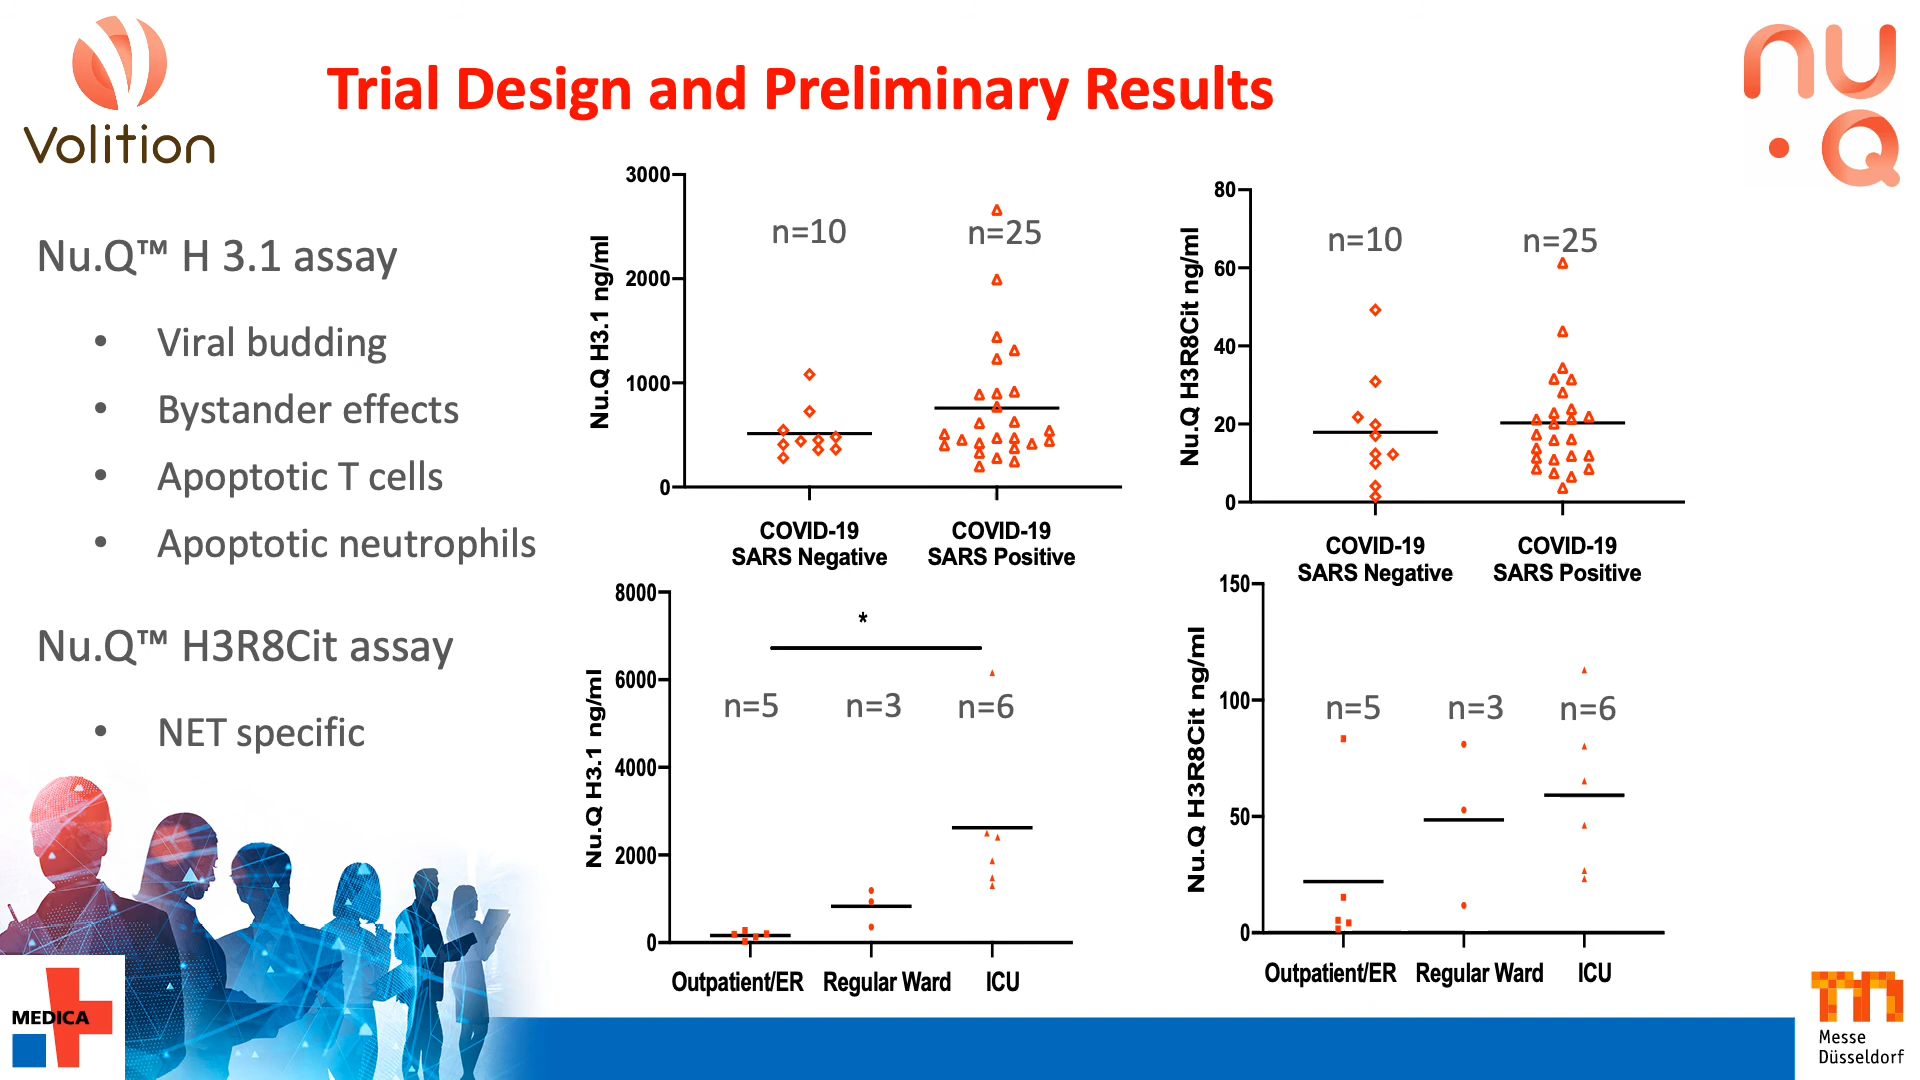 Volition
Trial Design and Preliminary Results
nu
.Q
Nu.Q™ H 3.1 assay
• Viral budding
• Bystander effects
• Apoptotic T cells
• Apoptotic neutrophils
Nu.Q™ H3R8Cit assay
• NET specific
Nu.Q H3.1 ng/ml
3000
2000
1000
0
n=10
n=25
COVID-19
SARS Negative
COVID-19
SARS Positive
Nu.Q H3R8Cit ng/ml
80
60
40
20
0
n=10
n=25
COVID-19
SARS Negative
COVID-19
SARS Positive
Nu.Q H3.1 ng/ml
8000
6000
4000
2000
0
*
n=5
n=3
n=6
Outpatient/ER
Regular Ward
ICU
Nu.Q H3R8Cit ng/ml
150
100
50
0
n=5
n=3
n=6
Outpatient/ER
Regular Ward
ICU
MEDICA
Messe
Düsseldorf